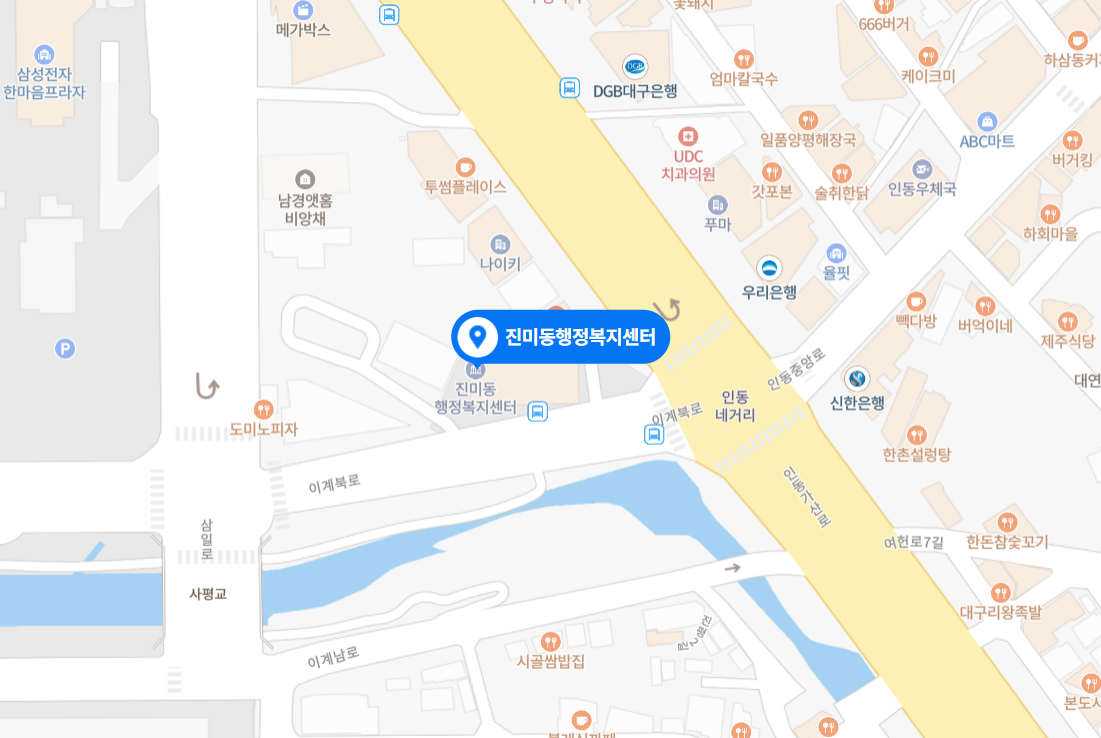 꽃돼지
메가박스
666버거
하삼동커
삼성전자
한마음프라자
DGB
DGB대구은행
엄마칼국수
케이크미
일품양평해장국
ABC마트
버거킹
UDC
치과의원
투썸플레이스
갓포본
술취한닭
인동우체국
남경앳홈
비앙채
푸마
하회마을
나이키
율핏
우리은행
빽다방
버억이네
제주식당
진미동행정복지센터
P
진미동
행정복지센터
인동중앙로
인동
네거리
신한은행
대연
도미노피자
이계북로
한촌설렁탕
이계북로
인동가산로
삼일로
여헌로7길
한돈참숯꼬기
사평교
대구리왕족발
이계남로
시골쌈밥집
본도시